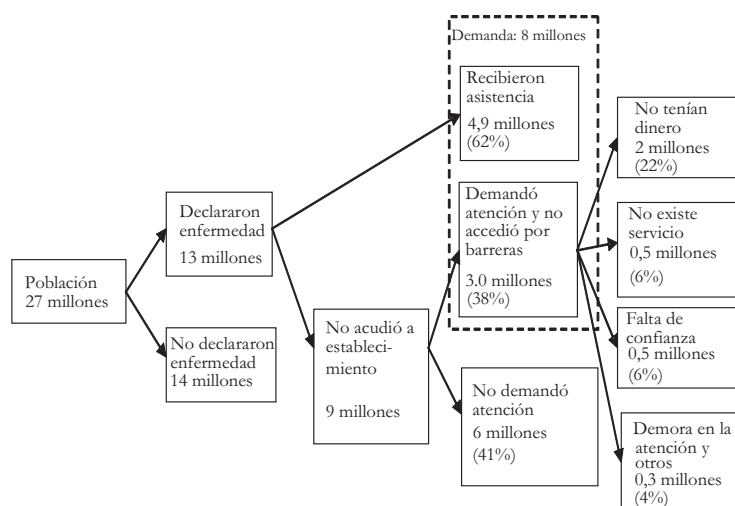 Demanda: 8 millones
Recibieron
asistencia
4,9 millones
(62%)
No tenían
dinero
2 millones
(22%)
Declararon
enfermedad
13 millones
Demandó
atención y no
accedió por
barreras
3.0 millones
(38%)
No existe
servicio
0,5 millones
(6%)
Población
27 millones
No declararon
enfermedad
14 millones
No acudió a
estableci-
miento
9 millones
Falta de
confianza
0,5 millones
(6%)
No demandó
atención
6 millones
(41%)
Demora en la
atención y
otros
0,3 millones
(4%)